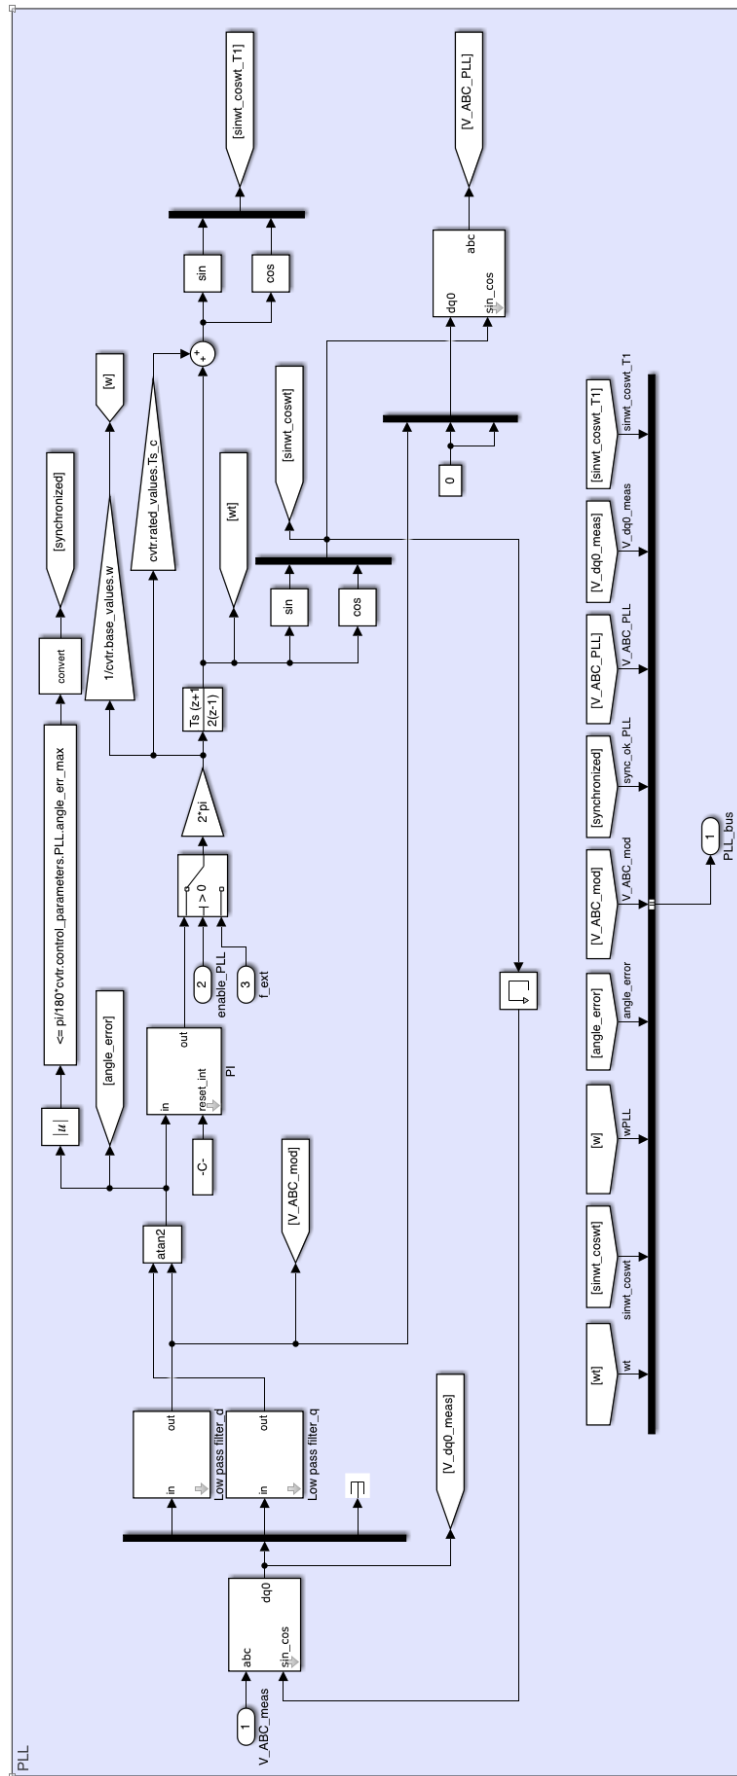 PLL
1
V_ABC_meas
abc
sin_cos
dq0
[V_dq0_meas]
in
out
Low pass filter_d
in
out
Low pass filter_q
atan2
[V_ABC_mod]
|u|
[angle_error]
<= pi/180*cvtr.control_parameters.PLL.angle_err_max
convert
[synchronized]
-C-
in
reset_int
out
PI
2
enable_PLL
3
f_ext
> 0
2*pi
Ts (z+1
2(z-1)
1/cvtr.base_values.w
[w]
cvtr.rated_values.Ts_c
+
+
sin
cos
[sinwt_coswt_T1]
[wt]
sin
cos
[sinwt_coswt]
0
dq0
sin_cos
abc
[V_ABC_PLL]
[wt]
wt
[sinwt_coswt]
sinwt_coswt
[w]
wPLL
[angle_error]
angle_error
[V_ABC_mod]
V_ABC_mod
[synchronized]
sync_ok_PLL
[V_ABC_PLL]
V_ABC_PLL
[V_dq0_meas]
V_dq0_meas
[sinwt_coswt_T1]
sinwt_coswt_T1
1
PLL_bus